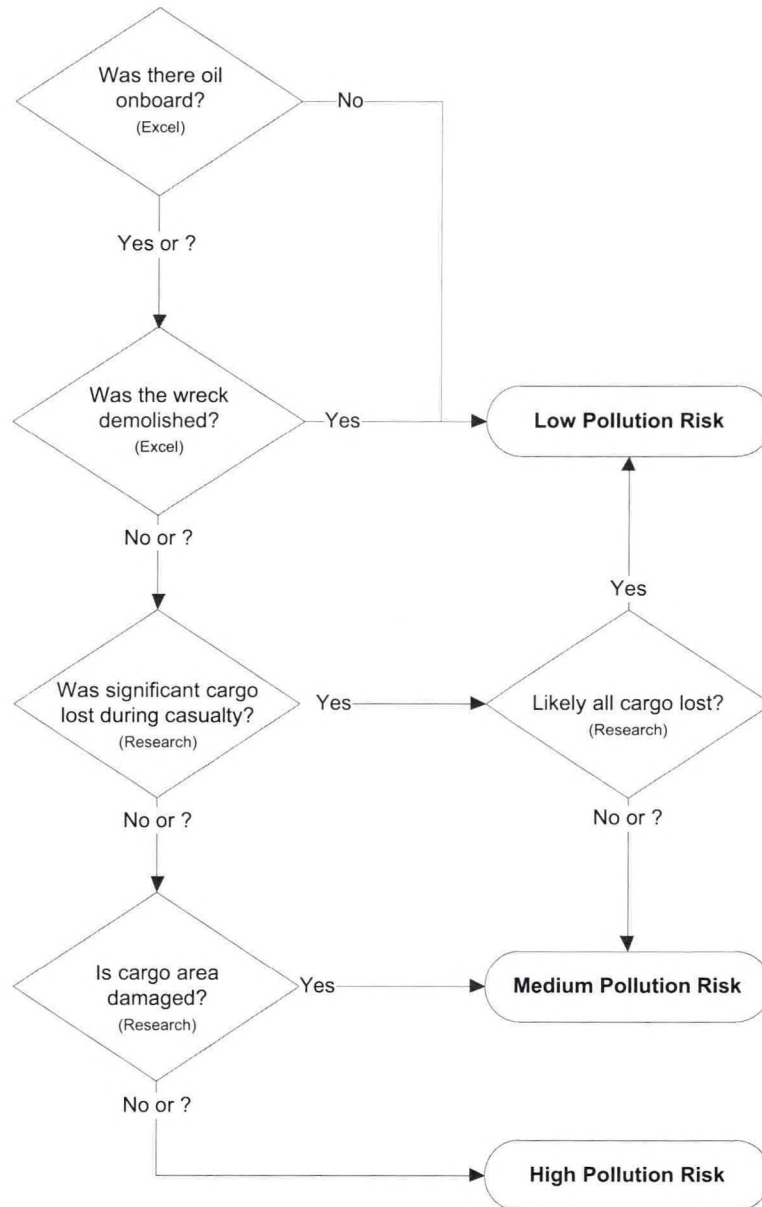 Was there oil
onboard?
(Excel)
No
Yes or ?
Was the wreck
demolished?
(Excel)
Yes
Low Pollution Risk
No or ?
Yes
Was significant cargo
lost during casualty?
(Research)
Yes
Likely all cargo lost?
(Research)
No or ?
No or ?
Is cargo area
damaged?
(Research)
Yes
Medium Pollution Risk
No or ?
High Pollution Risk